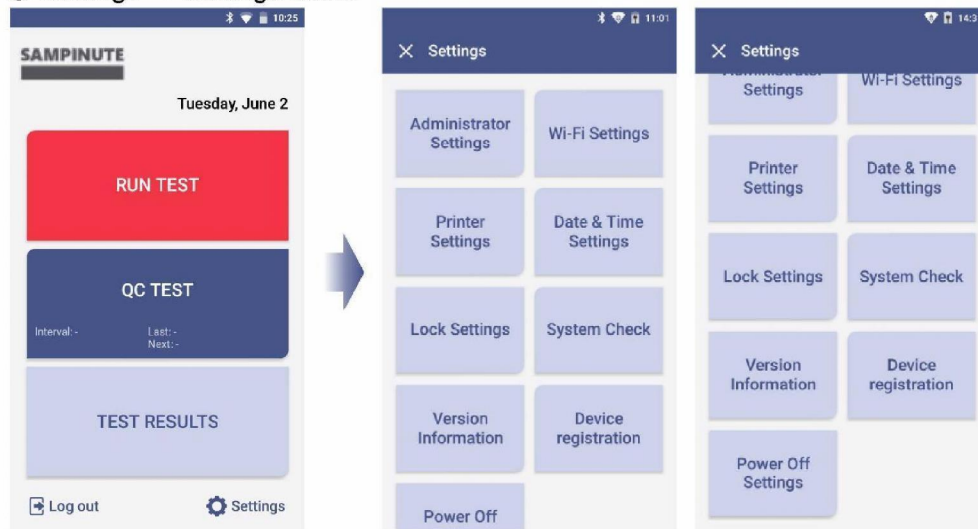 10:25
SAMPINUTE
Tuesday, June 2
RUN TEST
QC TEST
Interval:-
Last:-
Next:-
TEST RESULTS
Log out
Settings
11:01
Settings
Administrator
Settings
Wi-Fi Settings
Printer
Settings
Date & Time
Settings
Lock Settings
System Check
Version
Information
Device
registration
Power Off
14:3
Settings
Settings
Wi-Fi Settings
Printer
Settings
Date & Time
Settings
Lock Settings
System Check
Version
Information
Device
registration
Power Off
Settings